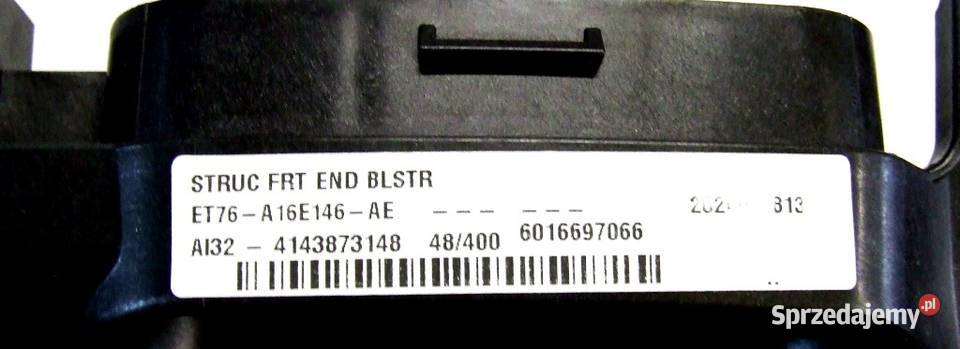 STRUC FRT END BLSTR
ET76-A16E146-AE --- ---
AI32 - 4143873148 48/400 6016697066
Sprzedajemy.pl